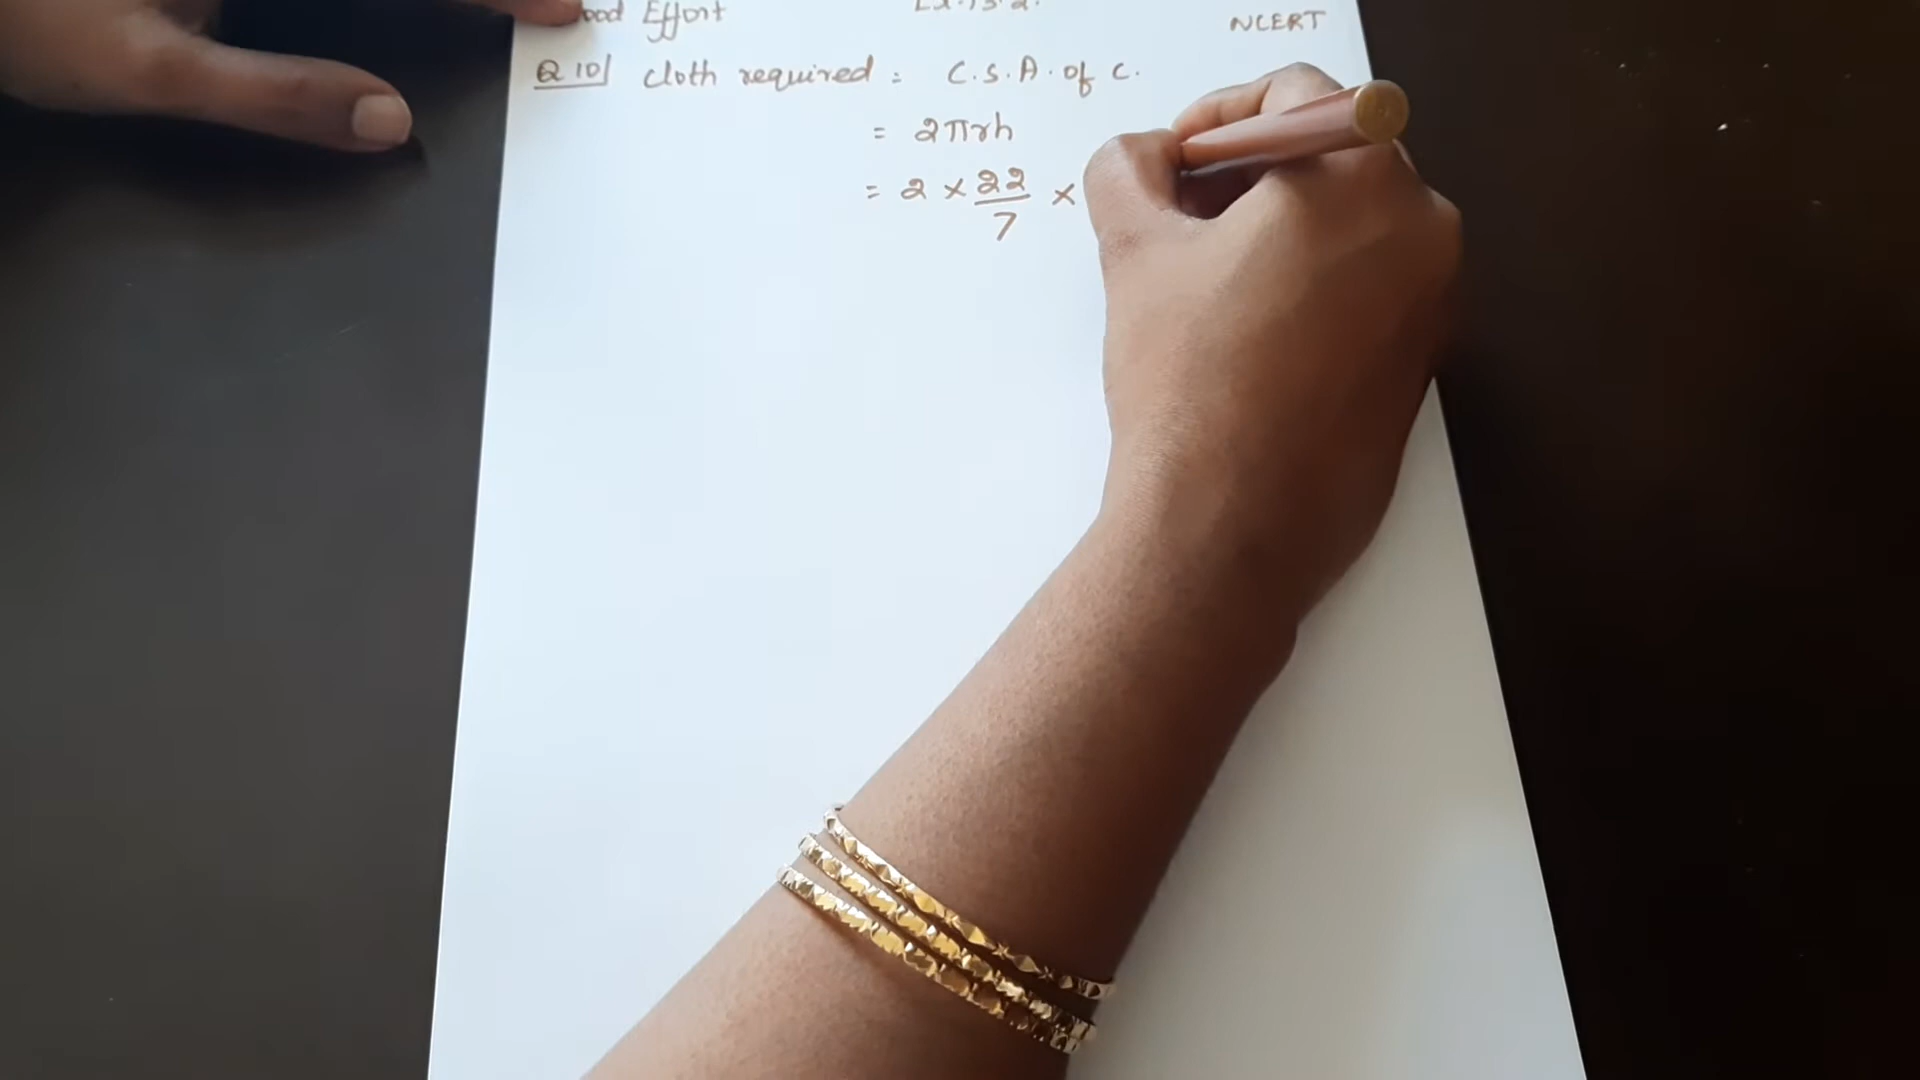 Effort NCERT
Q 10 Cloth required = C.S.A. of c.
= 2πrh
= 2 × 22/7 ×